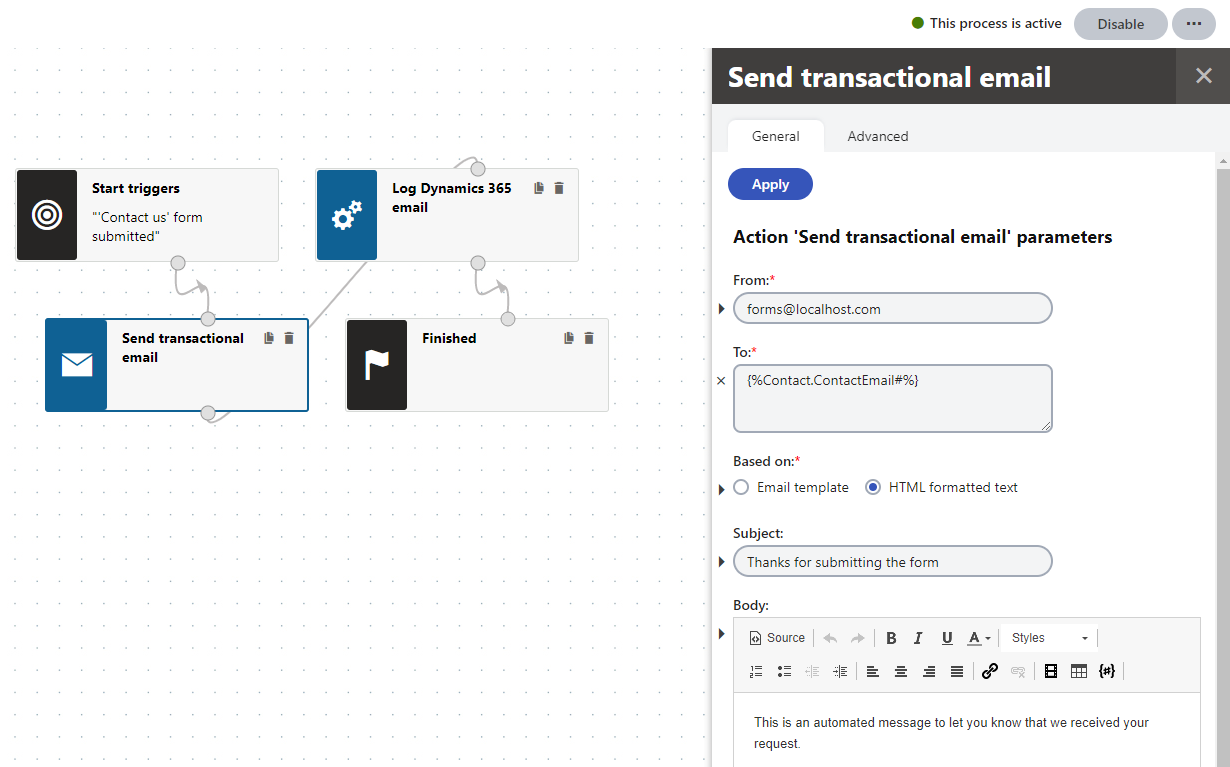 This process is active
Disable
...
Send transactional email
General
Advanced
Apply
Start triggers
"'Contact us' form
submitted"
Log Dynamics 365
email
Send transactional
email
Finished
Action 'Send transactional email' parameters
From:*
forms@localhost.com
To:*
{%Contact.ContactEmail#%}
Based on:*
Email template
HTML formatted text
Subject:
Thanks for submitting the form
Body:
Source
B I U A
Styles
{#}
This is an automated message to let you know that we received your
request.